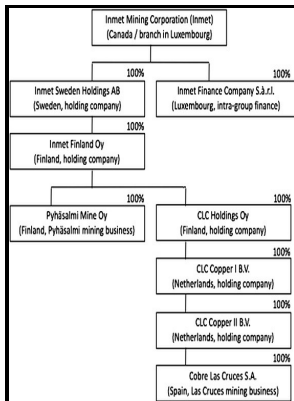 Inmet Mining Corporation (Inmet)
(Canada / branch in Luxembourg)
100%
100%
Inmet Sweden Holdings AB
(Sweden, holding company)
Inmet Finance Company S.à.r.l.
(Luxembourg, intra-group finance)
100%
Inmet Finland Oy
(Finland, holding company)
100%
100%
Pyhäsalmi Mine Oy
(Finland, Pyhäsalmi mining business)
CLC Holdings Oy
(Finland, holding company)
100%
CLC Copper I B.V.
(Netherlands, holding company)
100%
CLC Copper II B.V.
(Netherlands, holding company)
100%
Cobre Las Cruces S.A.
(Spain, Las Cruces mining business)